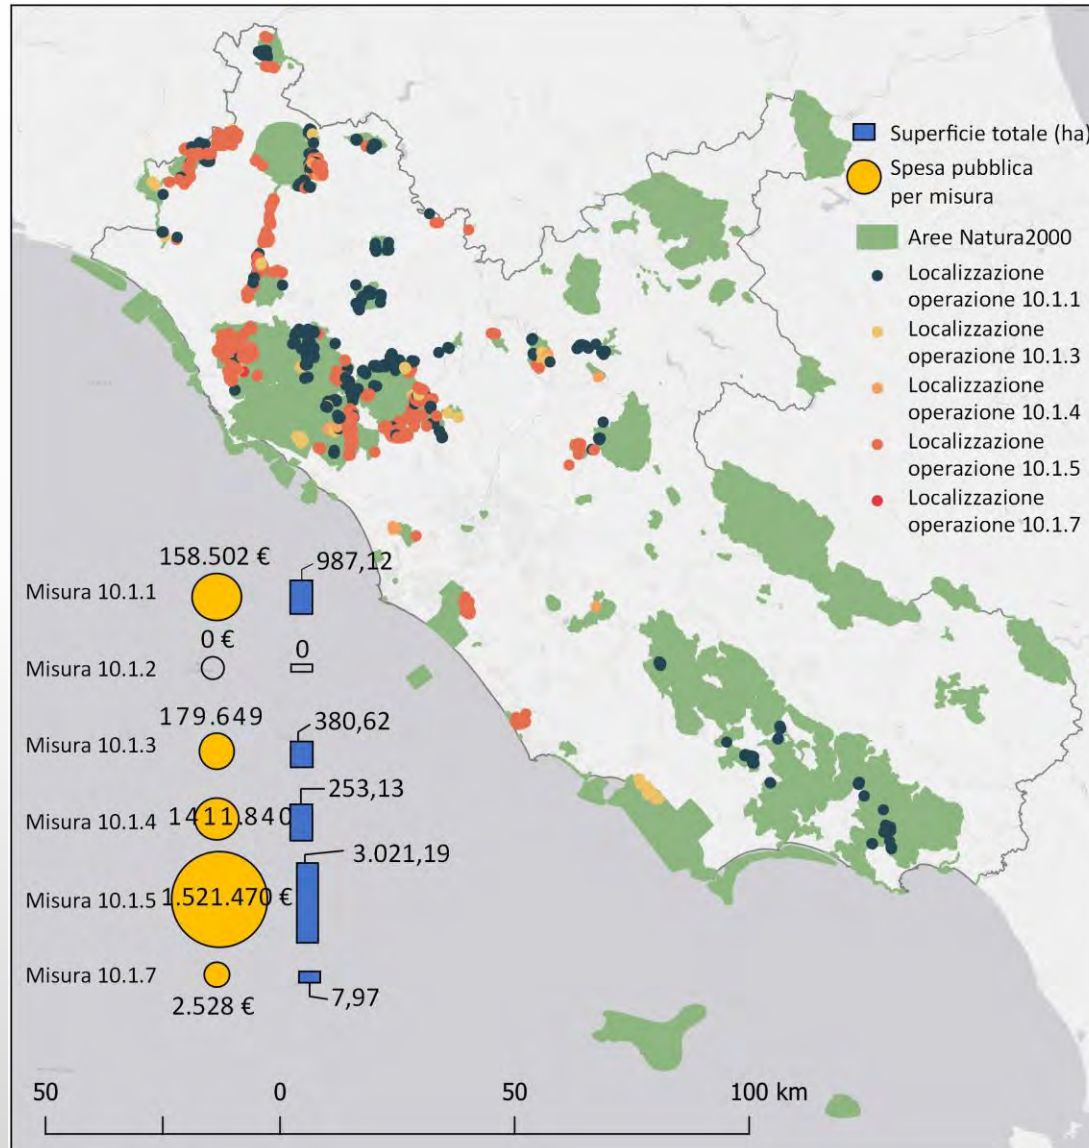 Superficie totale (ha)
Spesa pubblica
per misura
Aree Natura2000
Localizzazione
operazione 10.1.1
Localizzazione
operazione 10.1.3
Localizzazione
operazione 10.1.4
Localizzazione
operazione 10.1.5
Localizzazione
operazione 10.1.7
158.502 €
987,12
Misura 10.1.1
0 €
0
Misura 10.1.2
179.649
380,62
Misura 10.1.3
253,13
Misura 10.1.4
1411.840
3.021,19
Misura 10.1.5
1.521.470 €
Misura 10.1.7
2.528 €
7,97
50 0 50 100 km